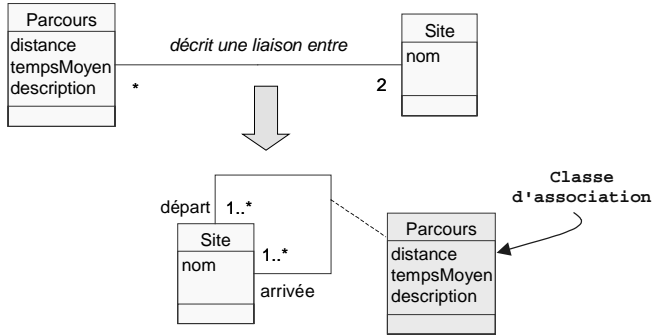 Parcours
distance
tempsMoyen
description
décrit une liaison entre
*
2
Site
nom
départ
1..*
Site
nom
1..*
arrivée
Parcours
distance
tempsMoyen
description
Classe
d'association